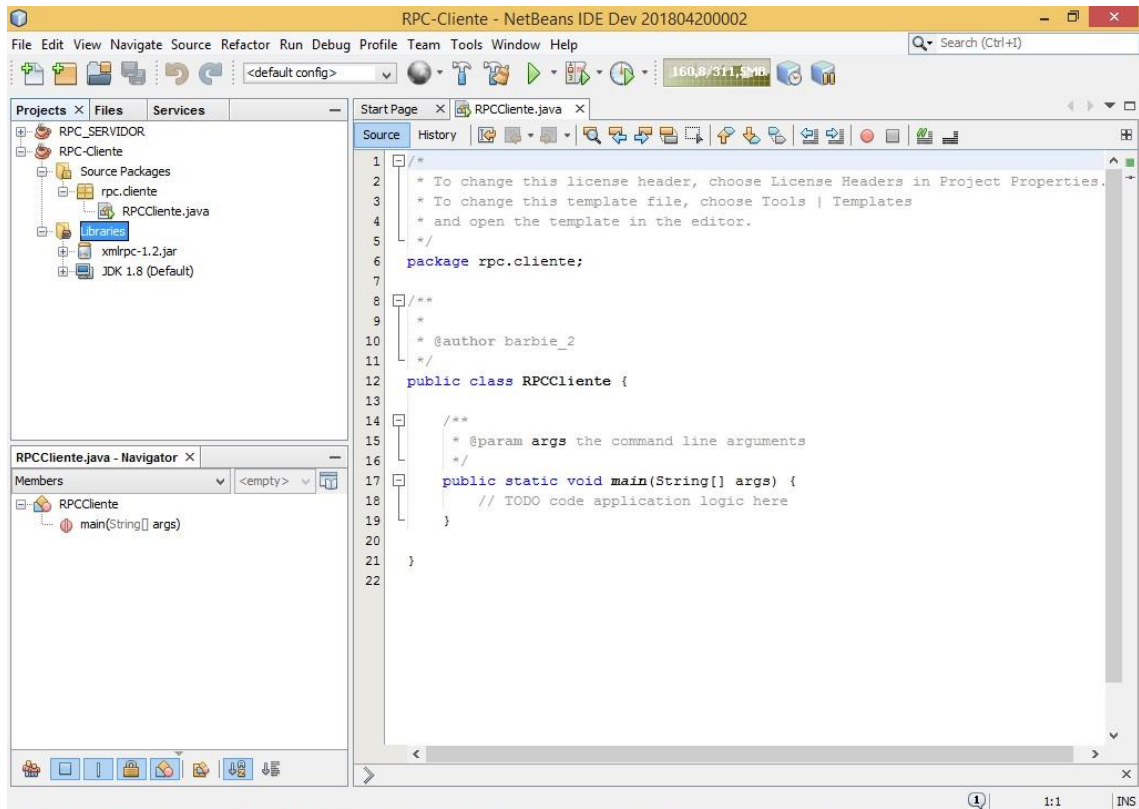 RPC-Cliente - NetBeans IDE Dev 201804200002
File Edit View Navigate Source Refactor Run Debug Profile Team Tools Window Help
Search (Ctrl+I)
<default config>
160,8/311,5MB
Projects Files Services
RPC_SERVIDOR
RPC-Cliente
Source Packages
rpc.cliente
RPCCliente.java
Libraries
xmlrpc-1.2.jar
JDK 1.8 (Default)
RPCCliente.java - Navigator
Members <empty>
RPCCliente
main(String[] args)
Start Page RPCCliente.java
Source History
1 /*
2 * To change this license header, choose License Headers in Project Properties.
3 * To change this template file, choose Tools | Templates
4 * and open the template in the editor.
5 */
6 package rpc.cliente;
7
8 /**
9 *
10 * @author barbie_2
11 */
12 public class RPCCliente {
13
14 /**
15 * @param args the command line arguments
16 */
17 public static void main(String[] args) {
18 // TODO code application logic here
19 }
20
21 }
22
1 1:1 INS